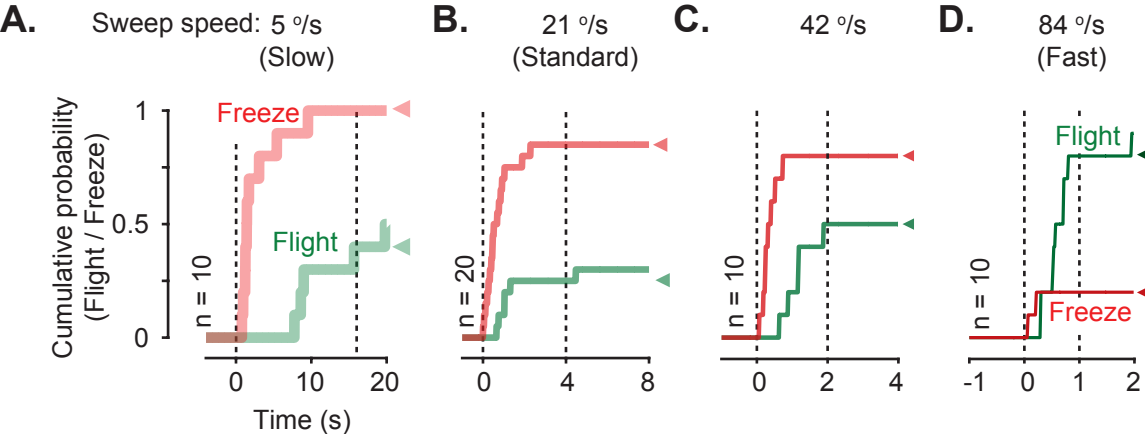 A.
Sweep speed: 5 °/s
(Slow)
B.
21 °/s
(Standard)
C.
42 °/s
D.
84 °/s
(Fast)
Cumulative probability
(Flight / Freeze)
1
0.5
0
Freeze
Flight
n = 10
0
10
20
Time (s)
n = 20
0
4
8
n = 10
0
2
4
Flight
Freeze
n = 10
-1
0
1
2